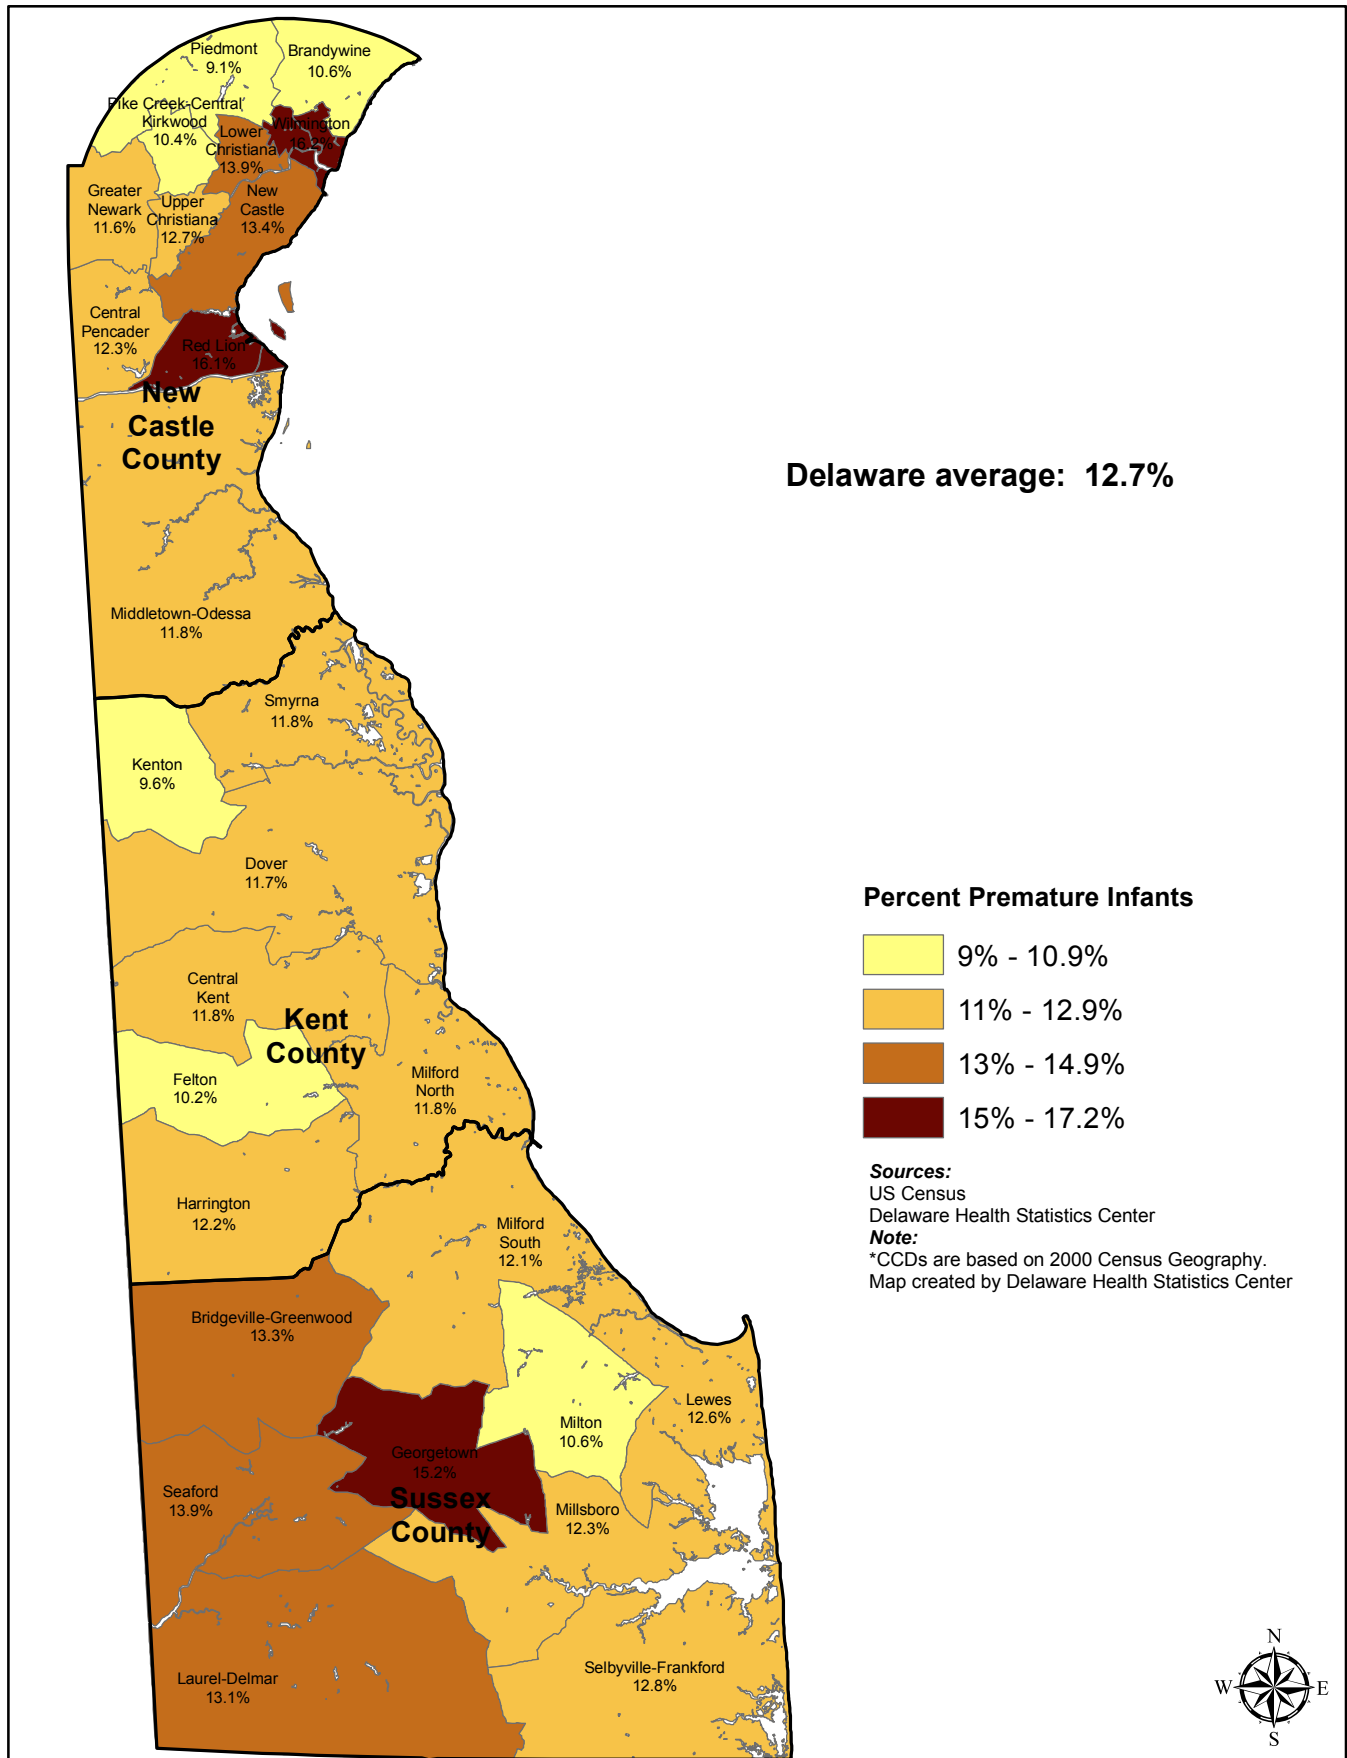 Piedmont
9.1%
Brandywine
10.6%
Pike Creek-Central
Kirkwood
10.4%
Lower
Christiana
13.9%
Wilmington
16.2%
Greater
Newark
11.6%
Upper
Christiana
12.7%
New
Castle
13.4%
Central
Pencader
12.3%
Red Lion
16.1%
New
Castle
County
Delaware average: 12.7%
Middletown-Odessa
11.8%
Smyrna
11.8%
Kenton
9.6%
Dover
11.7%
Central
Kent
11.8%
Kent
County
Felton
10.2%
Milford
North
11.8%
Harrington
12.2%
Percent Premature Infants
9% - 10.9%
11% - 12.9%
13% - 14.9%
15% - 17.2%
Sources:
US Census
Delaware Health Statistics Center
Note:
*CCDs are based on 2000 Census Geography.
Map created by Delaware Health Statistics Center
Milford
South
12.1%
Bridgeville-Greenwood
13.3%
Lewes
12.6%
Milton
10.6%
Georgetown
15.2%
Seaford
13.9%
Sussex
County
Millsboro
12.3%
Laurel-Delmar
13.1%
Selbyville-Frankford
12.8%
N
W
E
S